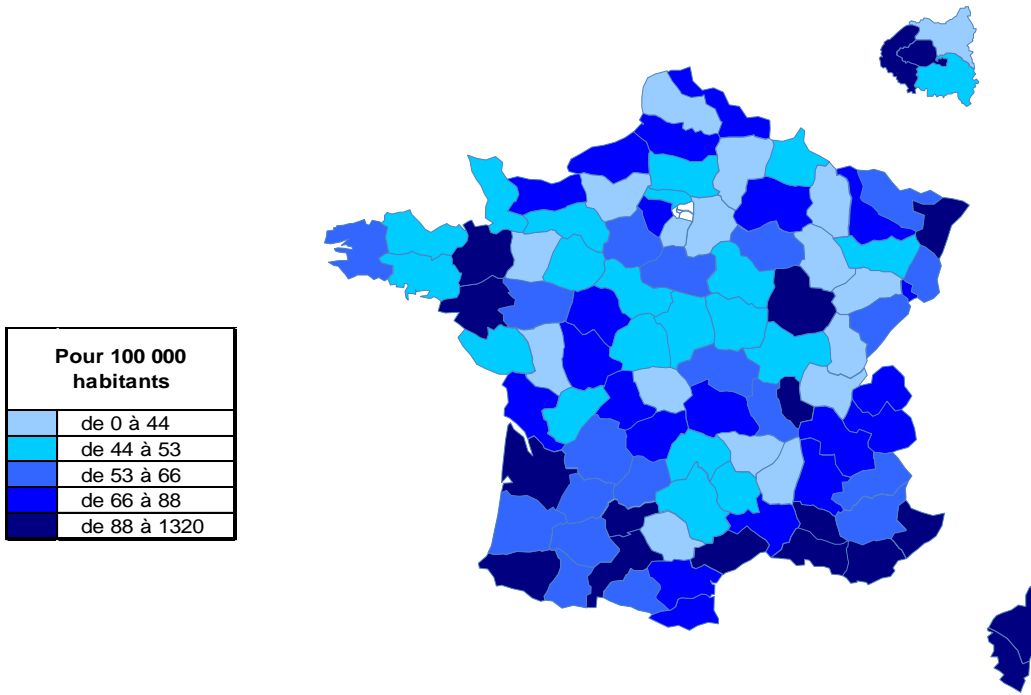 Pour 100 000
habitants
de 0 à 44
de 44 à 53
de 53 à 66
de 66 à 88
de 88 à 1320